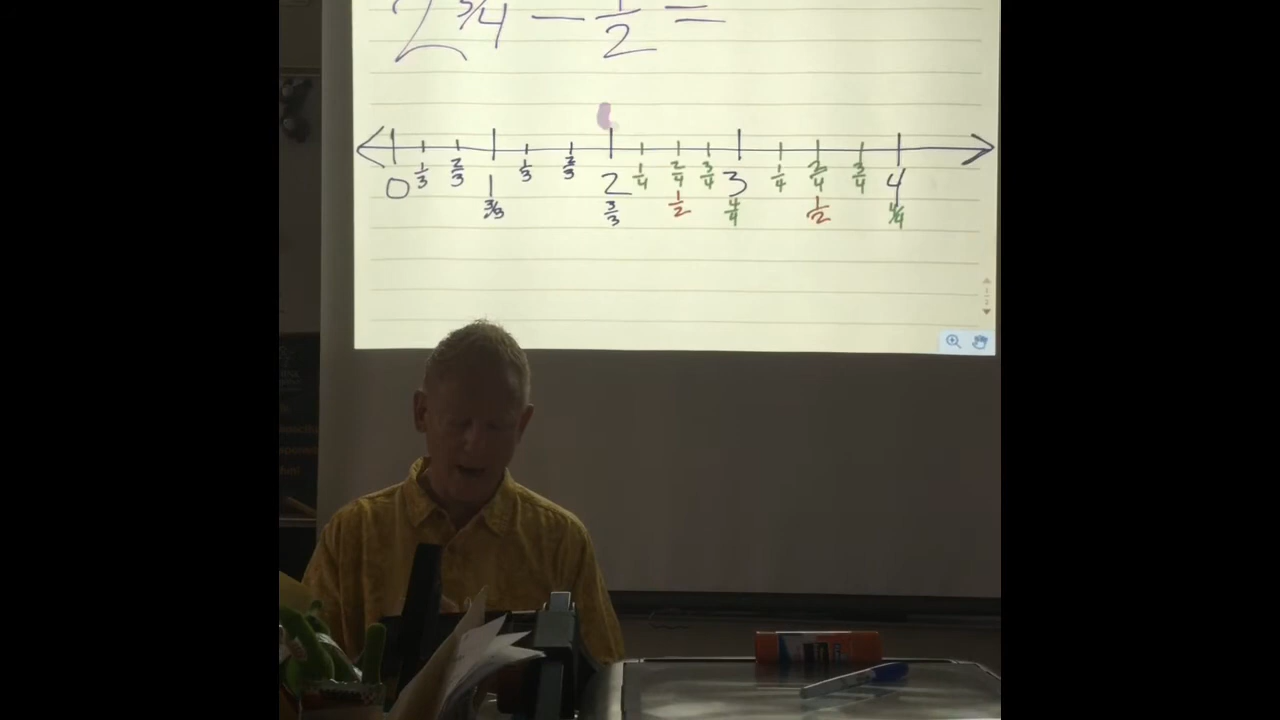 2 3/4 - 1/2 =
0 1/3 2/3 1 1/3 2/3 2 1/4 2/4 3/4 3 1/4 2/4 3/4 4
3/3 3/3 1/2 4/4 1/2 4/4